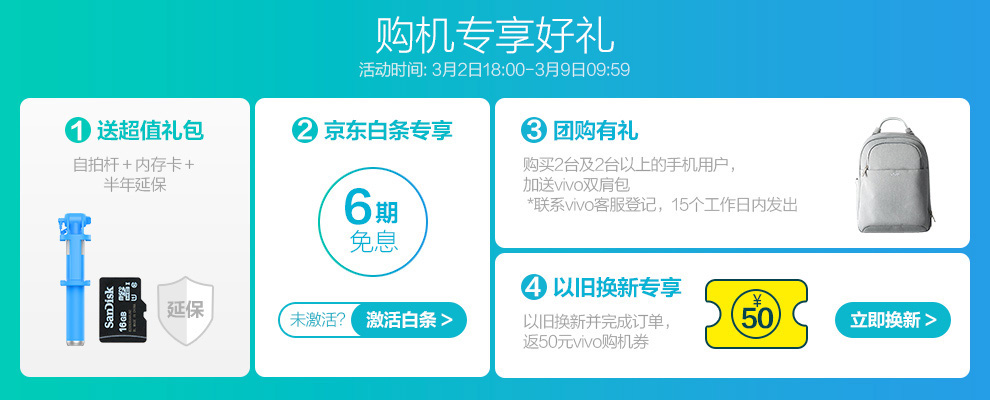 购机专享好礼
活动时间: 3月2日18:00-3月9日09:59
1 送超值礼包
自拍杆+内存卡+
半年延保
SanDisk
16GB
延保
2 京东白条专享
6期
免息
未激活? 激活白条 >
3 团购有礼
购买2台及2台以上的手机用户，
加送vivo双肩包
*联系vivo客服登记，15个工作日内发出
4 以旧换新专享
以旧换新并完成订单，
返50元vivo购机券
¥
50
立即换新 >